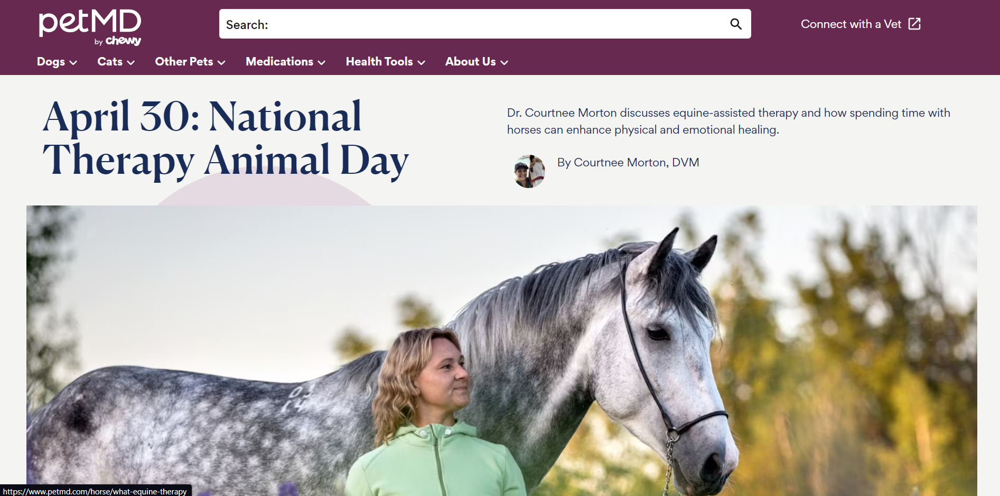 petMD
by chewy
Search:
Connect with a Vet
Dogs Cats Other Pets Medications Health Tools About Us
April 30: National
Therapy Animal Day
Dr. Courtnee Morton discusses equine-assisted therapy and how spending time with
horses can enhance physical and emotional healing.
By Courtnee Morton, DVM
https://www.petmd.com/horse/what-equine-therapy